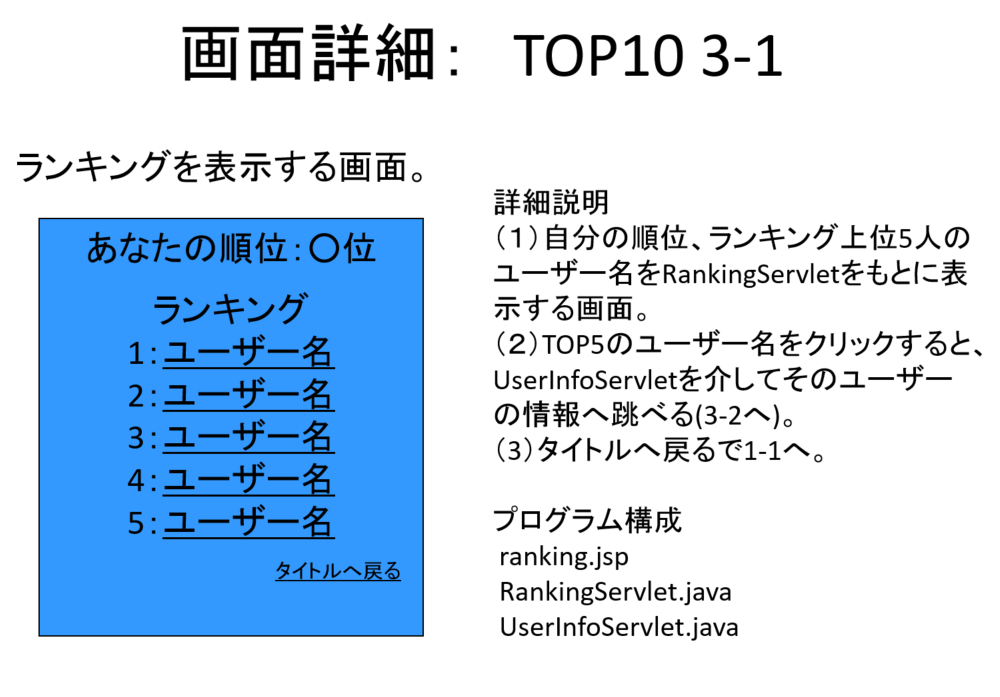 画面詳細： TOP10 3-1
ランキングを表示する画面。
あなたの順位：〇位
ランキング
1：ユーザー名
2：ユーザー名
3：ユーザー名
4：ユーザー名
5：ユーザー名
タイトルへ戻る
詳細説明
（１）自分の順位、ランキング上位5人の
ユーザー名をRankingServletをもとに表
示する画面。
（２）TOP5のユーザー名をクリックすると、
UserInfoServletを介してそのユーザー
の情報へ跳べる(3-2へ)。
（３）タイトルへ戻るで1-1へ。
プログラム構成
ranking.jsp
RankingServlet.java
UserInfoServlet.java